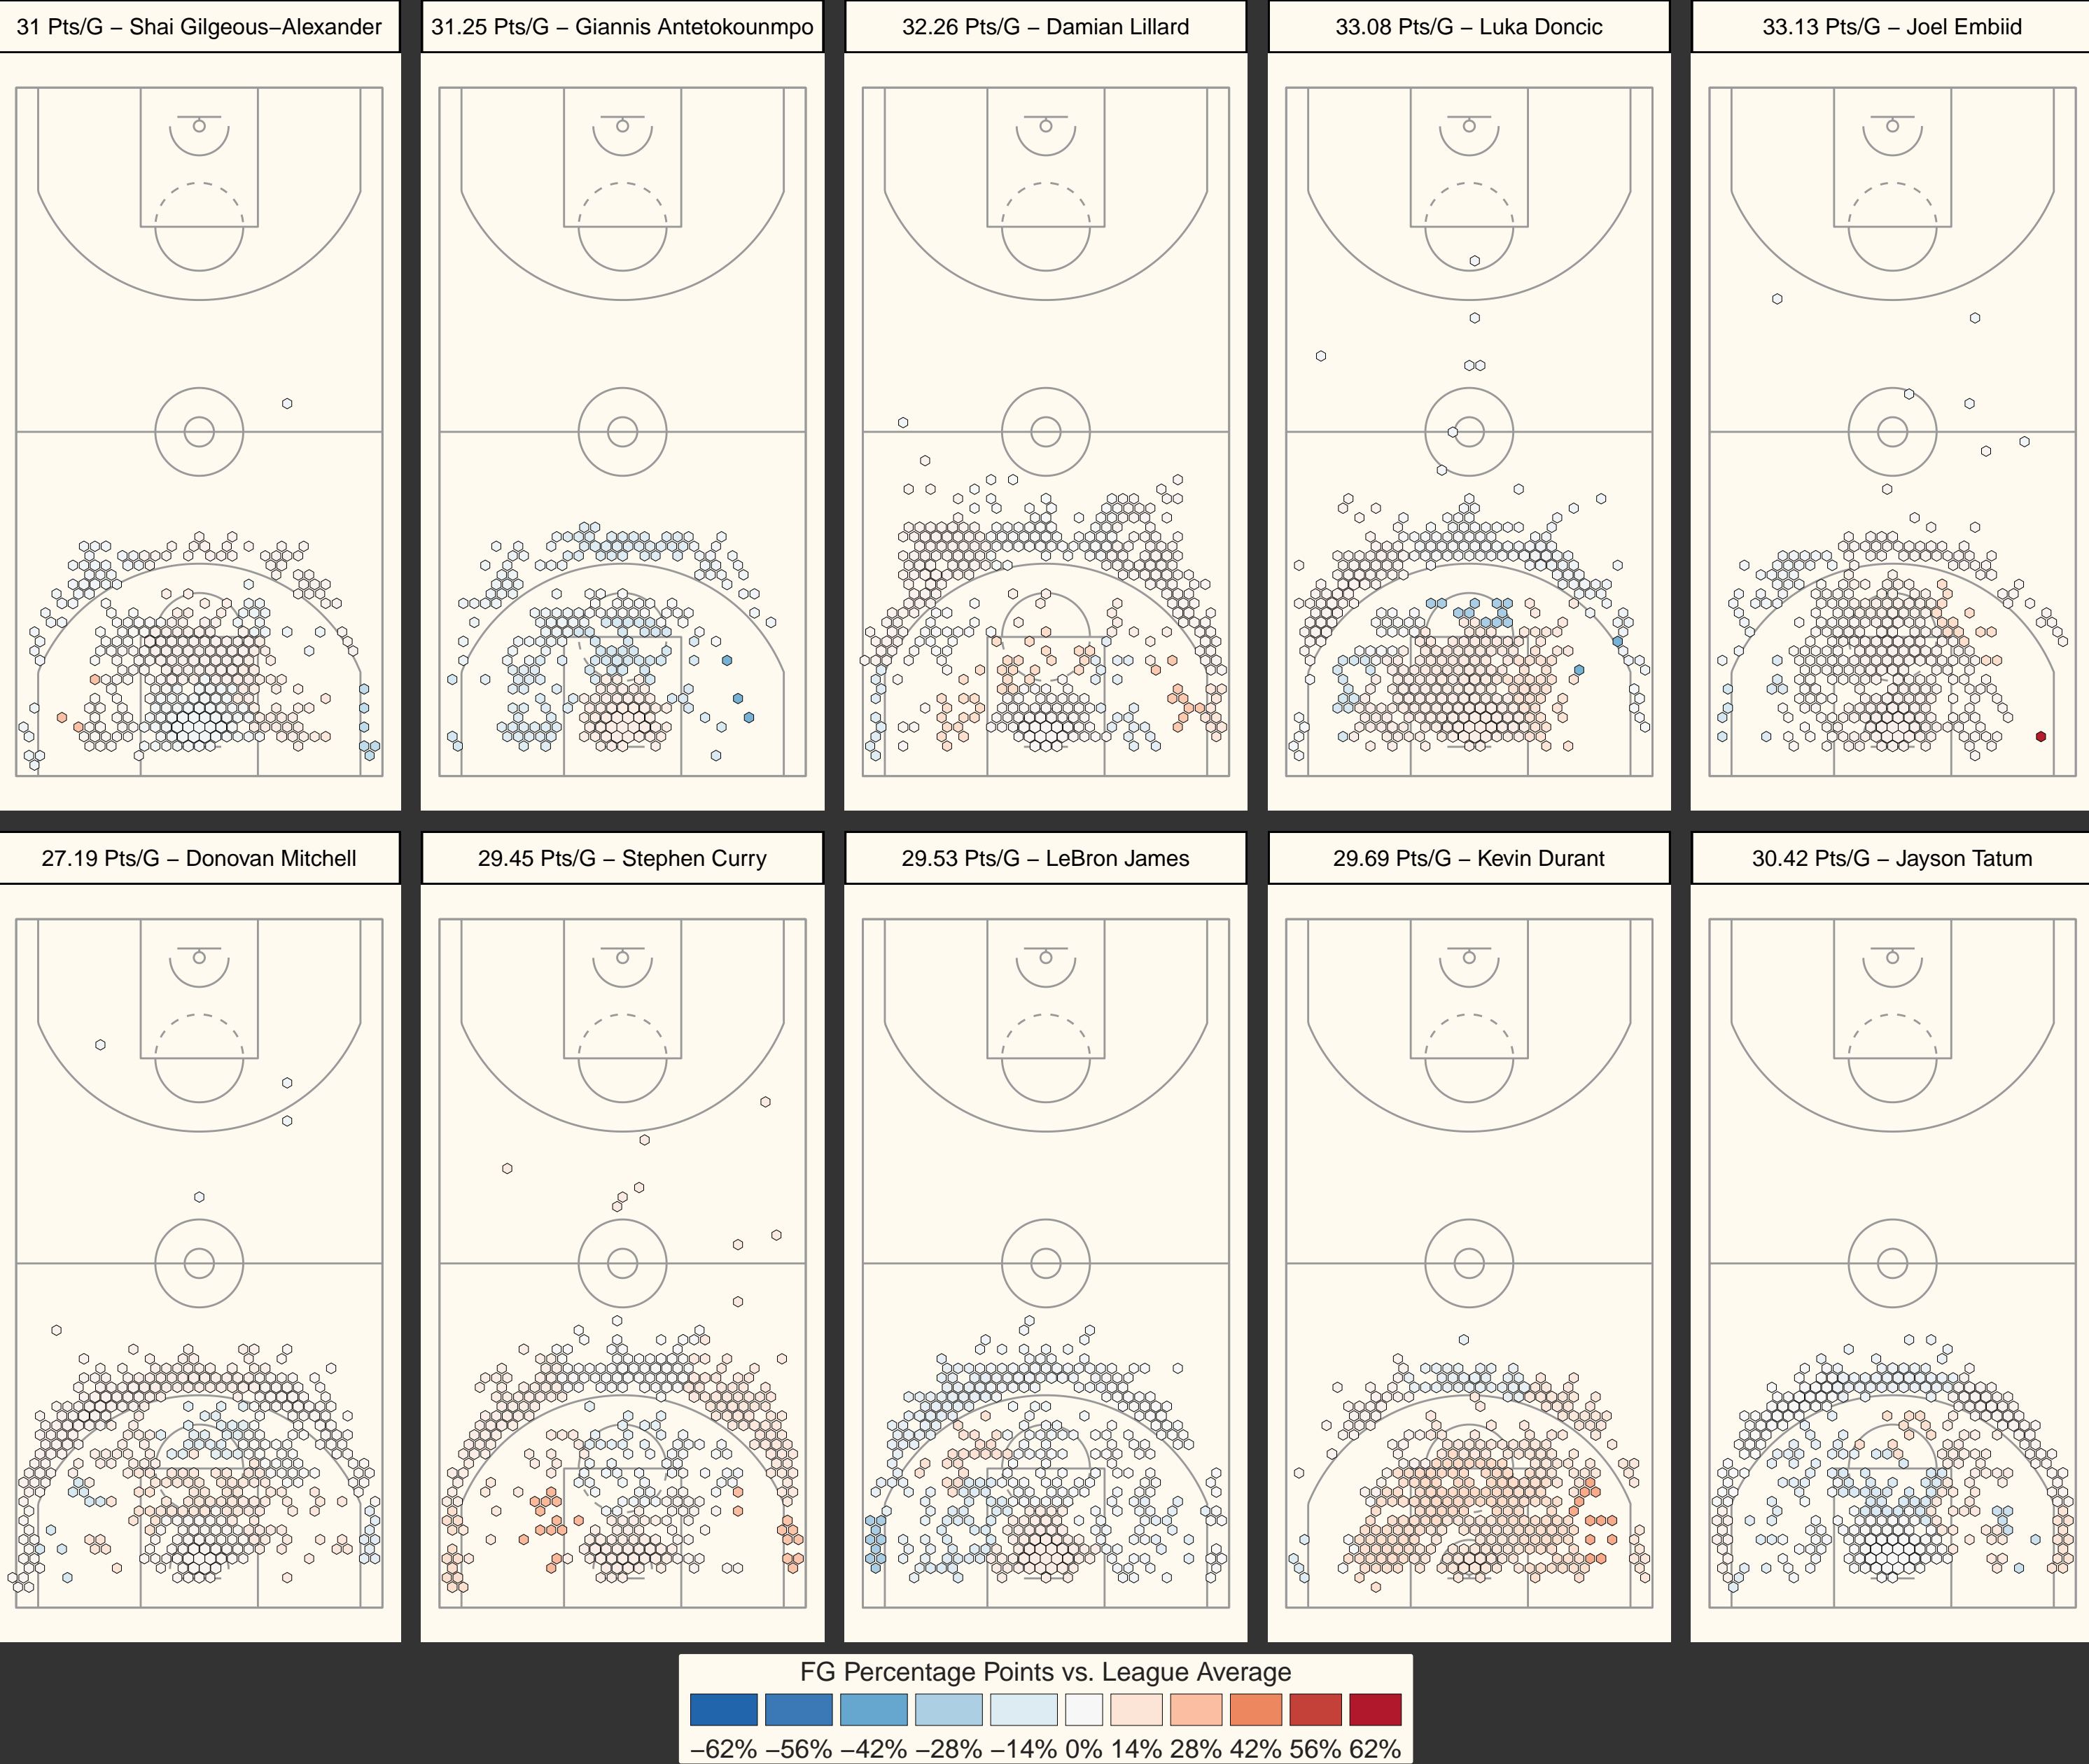 31 Pts/G – Shai Gilgeous–Alexander
31.25 Pts/G – Giannis Antetokounmpo
32.26 Pts/G – Damian Lillard
33.08 Pts/G – Luka Doncic
33.13 Pts/G – Joel Embiid
27.19 Pts/G – Donovan Mitchell
29.45 Pts/G – Stephen Curry
29.53 Pts/G – LeBron James
29.69 Pts/G – Kevin Durant
30.42 Pts/G – Jayson Tatum
FG Percentage Points vs. League Average
−62% −56% −42% −28% −14% 0% 14% 28% 42% 56% 62%